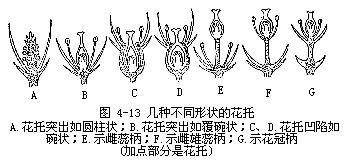 A B C D E F G
图 4-13 几种不同形状的花托
A.花托突出如圆柱状；B.花托突出如覆碗状；C、D.花托凹陷如
碗状；E.示雌蕊柄；F.示雌雄蕊柄；G.示花冠柄
(加点部分是花托)